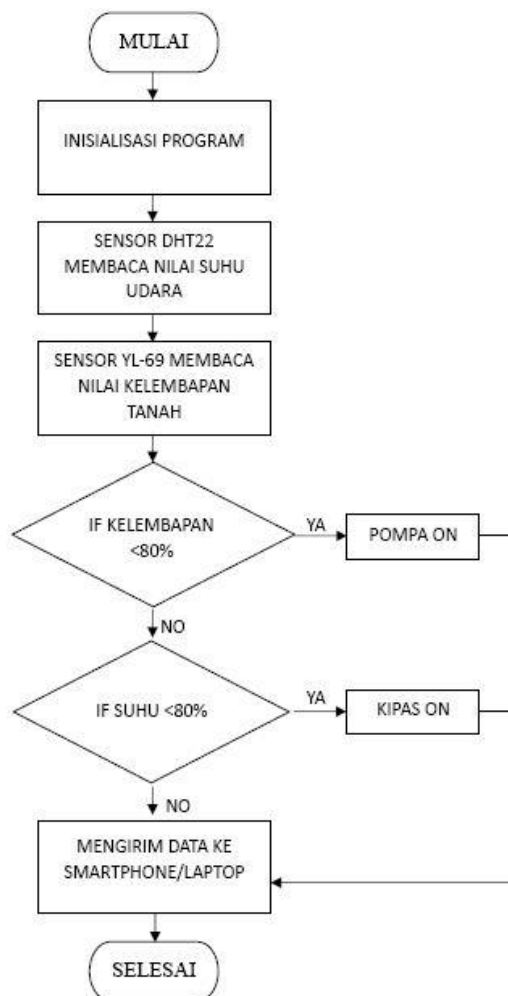 MULAI
INISIALISASI PROGRAM
SENSOR DHT22
MEMBACA NILAI SUHU
UDARA
SENSOR YL-69 MEMBACA
NILAI KELEMBAPAN
TANAH
IF KELEMBAPAN
<80%
YA
POMPA ON
NO
IF SUHU <80%
YA
KIPAS ON
NO
MENGIRIM DATA KE
SMARTPHONE/LAPTOP
SELESAI